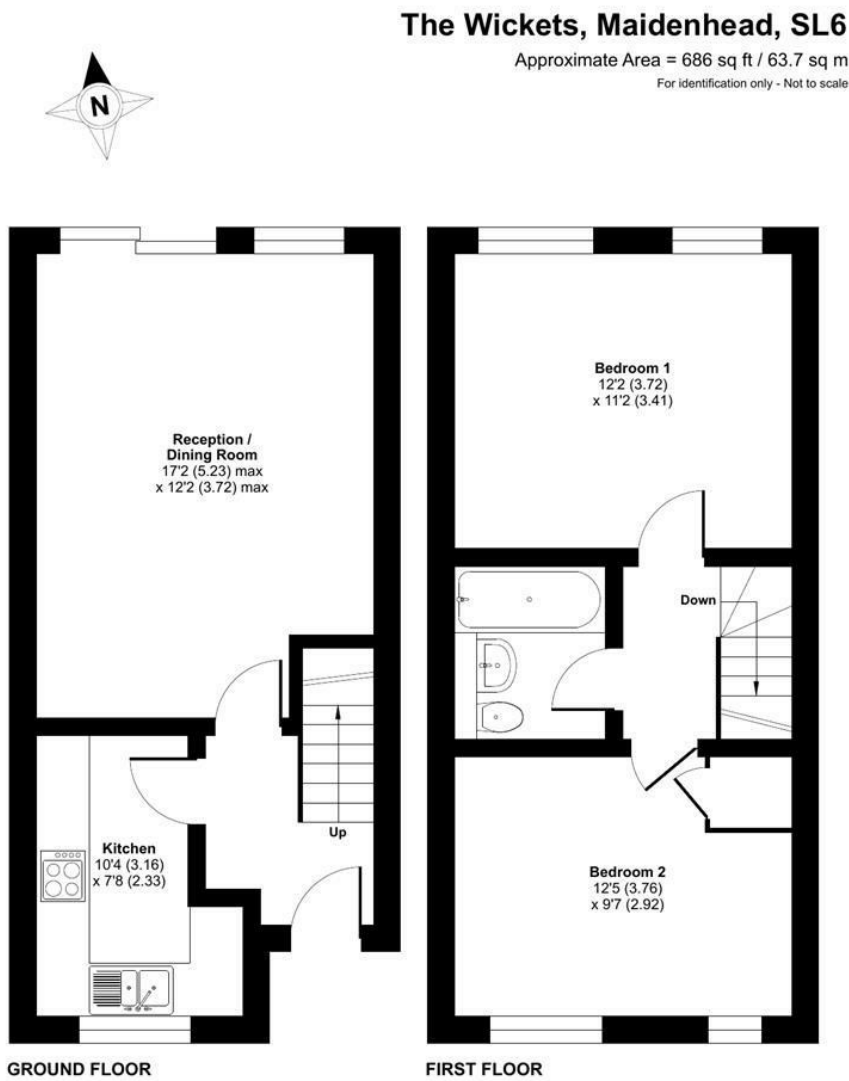 The Wickets, Maidenhead, SL6
Approximate Area = 686 sq ft / 63.7 sq m
For identification only - Not to scale
N
Reception /
Dining Room
17'2 (5.23) max
x 12'2 (3.72) max
Up
Kitchen
10'4 (3.16)
x 7'8 (2.33)
GROUND FLOOR
Bedroom 1
12'2 (3.72)
x 11'2 (3.41)
Down
Bedroom 2
12'5 (3.76)
x 9'7 (2.92)
FIRST FLOOR